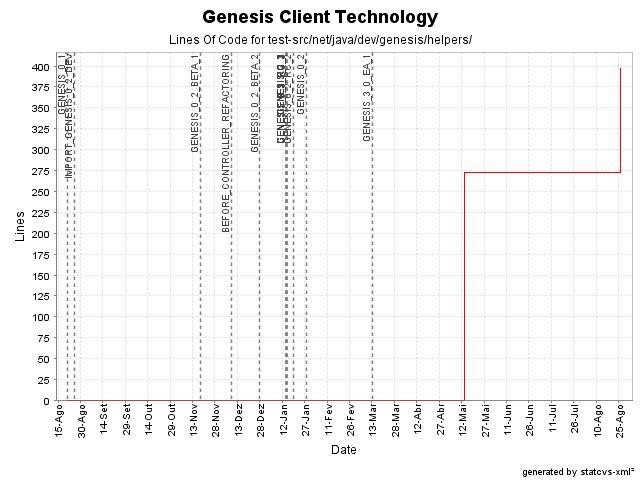 Genesis Client Technology
Lines Of Code for test-src/net/java/dev/genesis/helpers/
GENESIS_0_1
IMPORT_GENESIS_0_2_DEV
GENESIS_0_2_BETA_1
BEFORE_CONTROLLER_REFACTORING
GENESIS_0_2_BETA_2
GENESIS_0_2
GENESIS_3_0_EA_1
Lines
400
375
350
325
300
275
250
225
200
175
150
125
100
75
50
25
0
15-Ago
30-Ago
14-Set
29-Set
14-Out
29-Out
13-Nov
28-Nov
13-Dez
28-Dez
12-Jan
27-Jan
11-Fev
26-Fev
13-Mar
28-Mar
12-Abr
27-Abr
12-Mai
27-Mai
11-Jun
26-Jun
11-Jul
26-Jul
10-Ago
25-Ago
Date
generated by statcvs-xml²